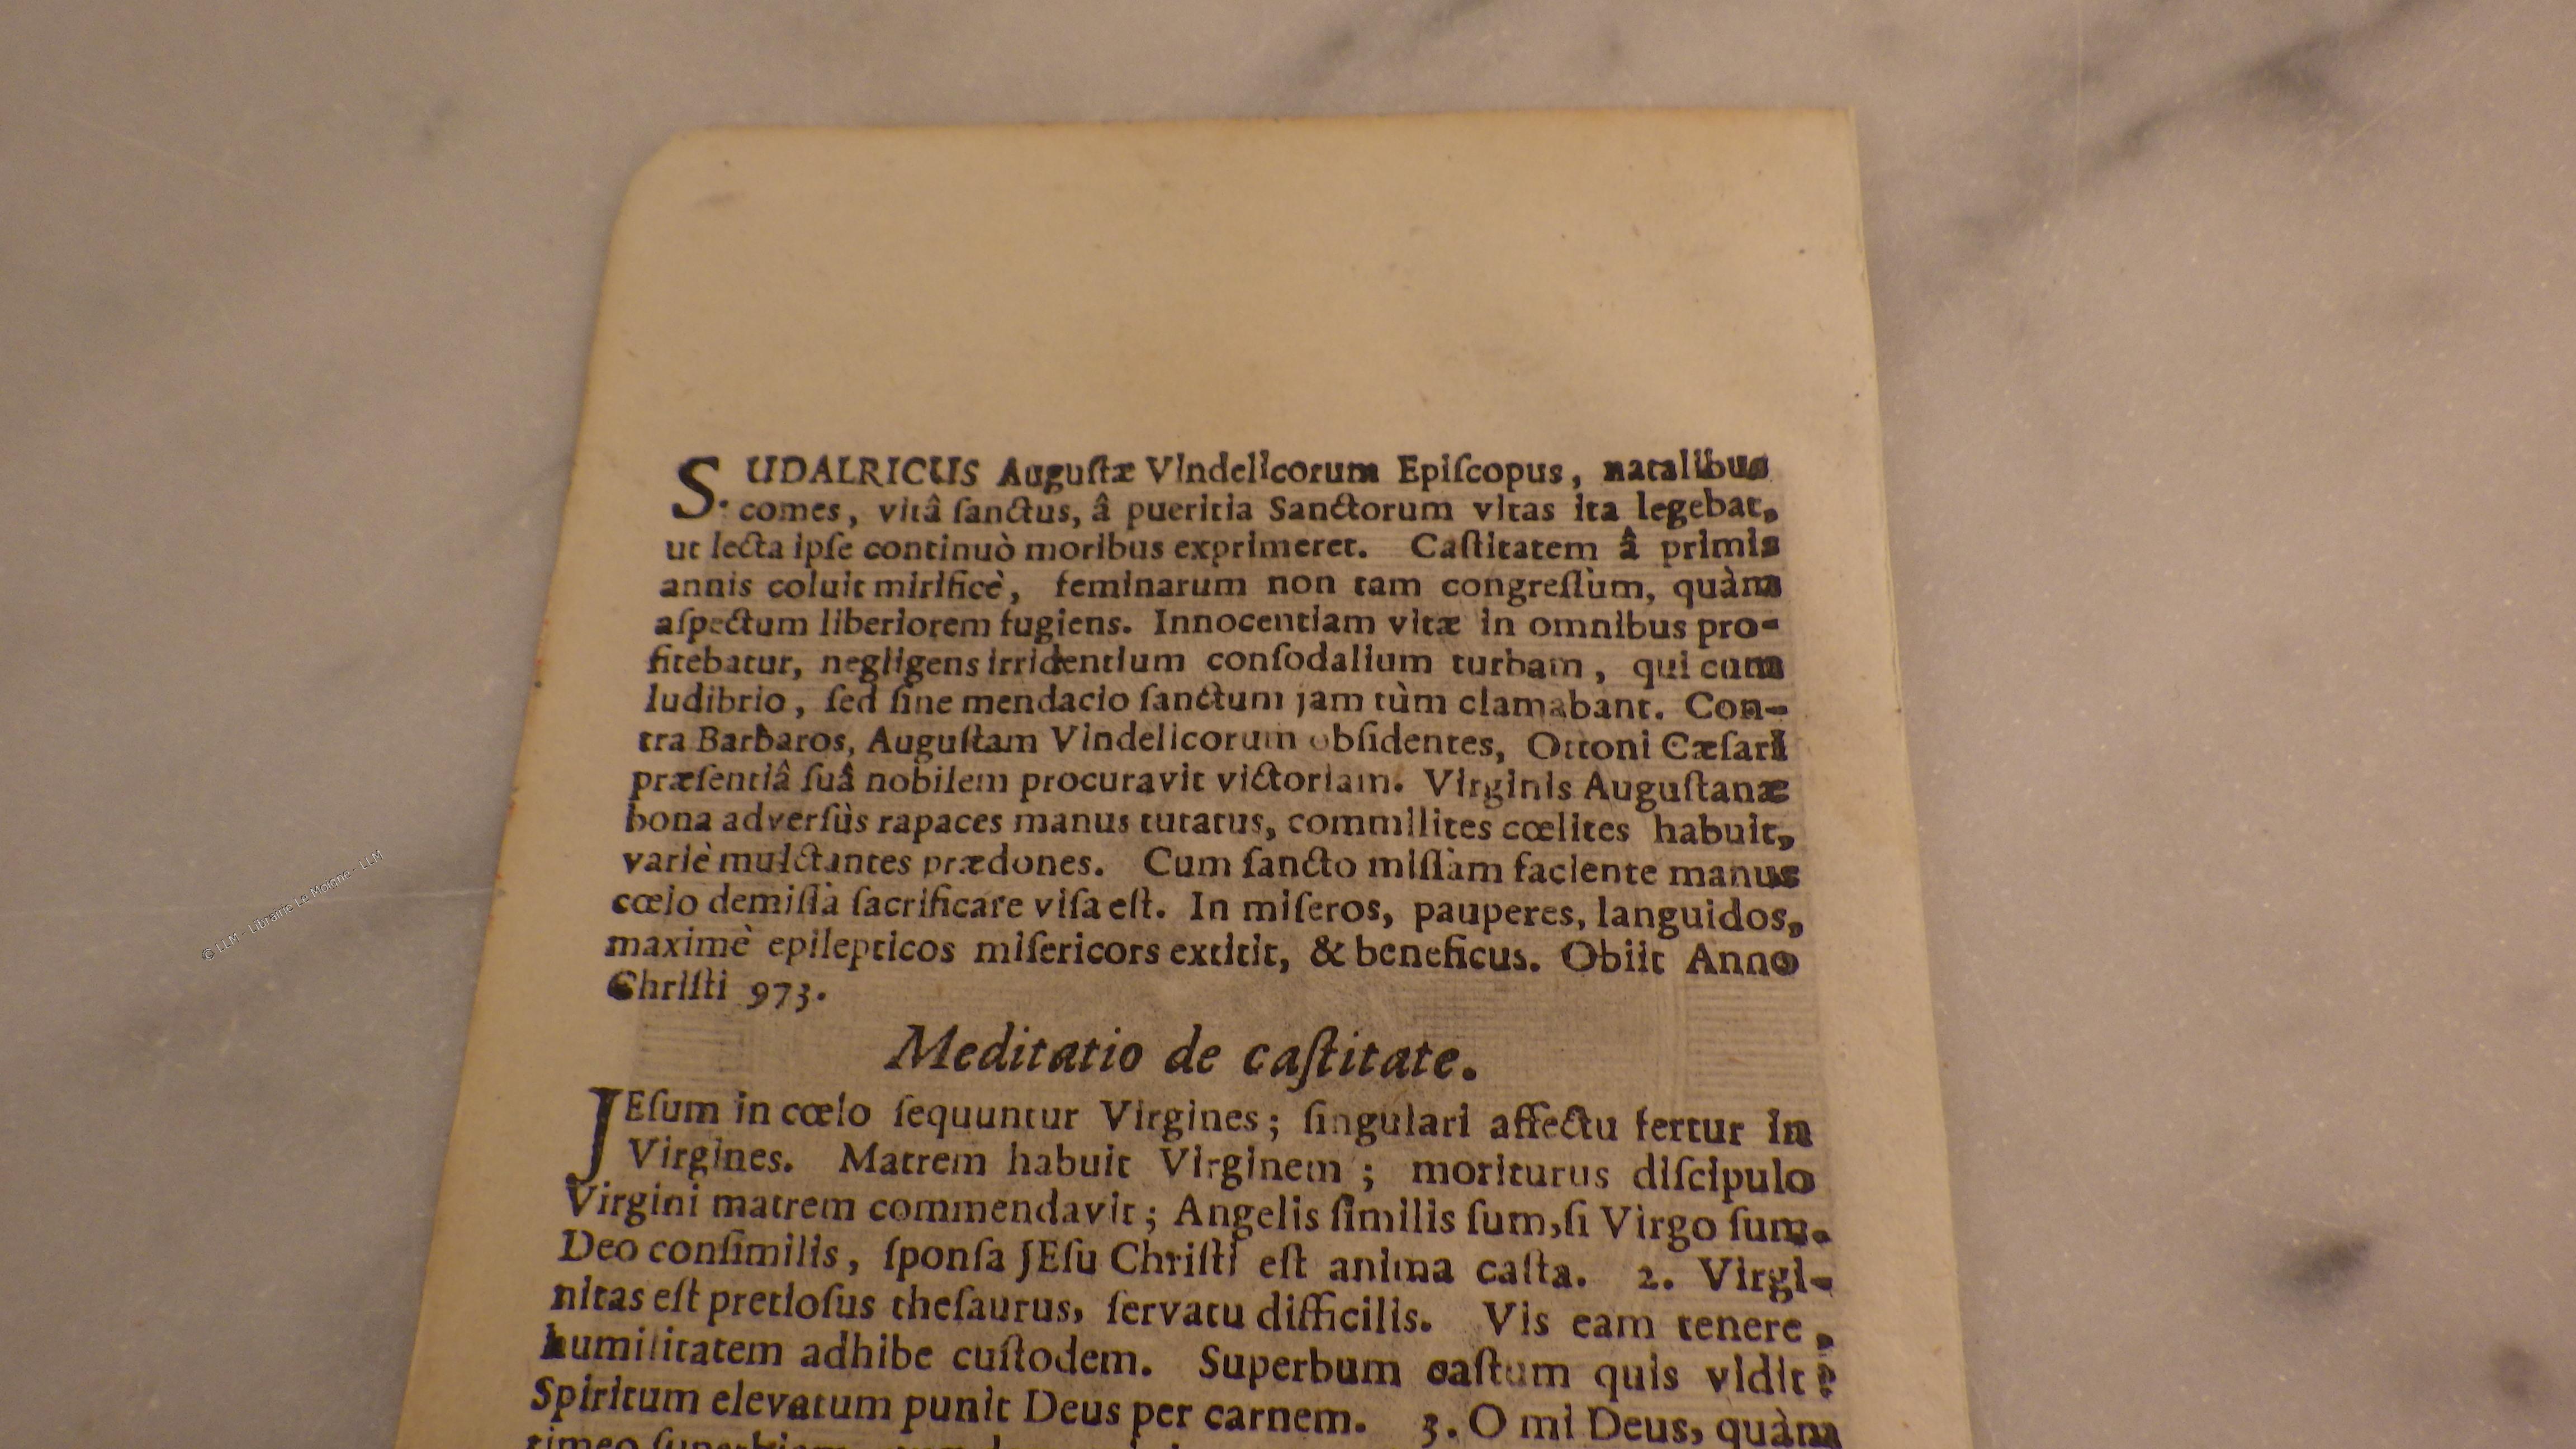 S. UDALRICUS Auguſtæ Vindelicorum Epiſcopus, natalibus
comes, vitâ ſanctus, â pueritia Sanctorum vitas ita legebat,
ut lecta ipſe continuò moribus exprimeret. Caſtitatem â primis
annis coluit mirificè, feminarum non tam congreſſum, quàm
aſpectum liberiorem fugiens. Innocentiam vitæ in omnibus pro-
fitebatur, negligens irridentium conſodalium turbam, qui cum
ludibrio, ſed ſine mendacio ſanctum jam tùm clamabant. Con-
tra Barbaros, Auguſtam Vindelicorum obſidentes, Ottoni Cæſari
præſentiâ ſuâ nobilem procuravit victoriam. Virginis Auguſtanæ
bona adverſùs rapaces manus tutatus, commilites cœlites habuit,
variè mulctantes prædones. Cum ſancto miſſam faciente manus
cœlo demiſſa ſacrificare viſa eſt. In miſeros, pauperes, languidos,
maximè epilepticos miſericors extitit, & beneficus. Obiit Anno
Chriſti 973.
Meditatio de caſtitate.
JEſum in cœlo ſequuntur Virgines; ſingulari affectu fertur in
Virgines. Matrem habuit Virginem; moriturus diſcipulo
Virgini matrem commendavit; Angelis ſimilis ſum, ſi Virgo ſum.
Deo conſimilis, ſponſa JEſu Chriſti eſt anima caſta. 2. Virgi-
nitas eſt pretioſus theſaurus, ſervatu difficilis. Vis eam tenere,
humilitatem adhibe cuſtodem. Superbum caſtum quis vidit?
Spiritum elevatum punit Deus per carnem. 3. O mi Deus, quàm
timeo
© LLM - Librairie Le Moigne - LLM